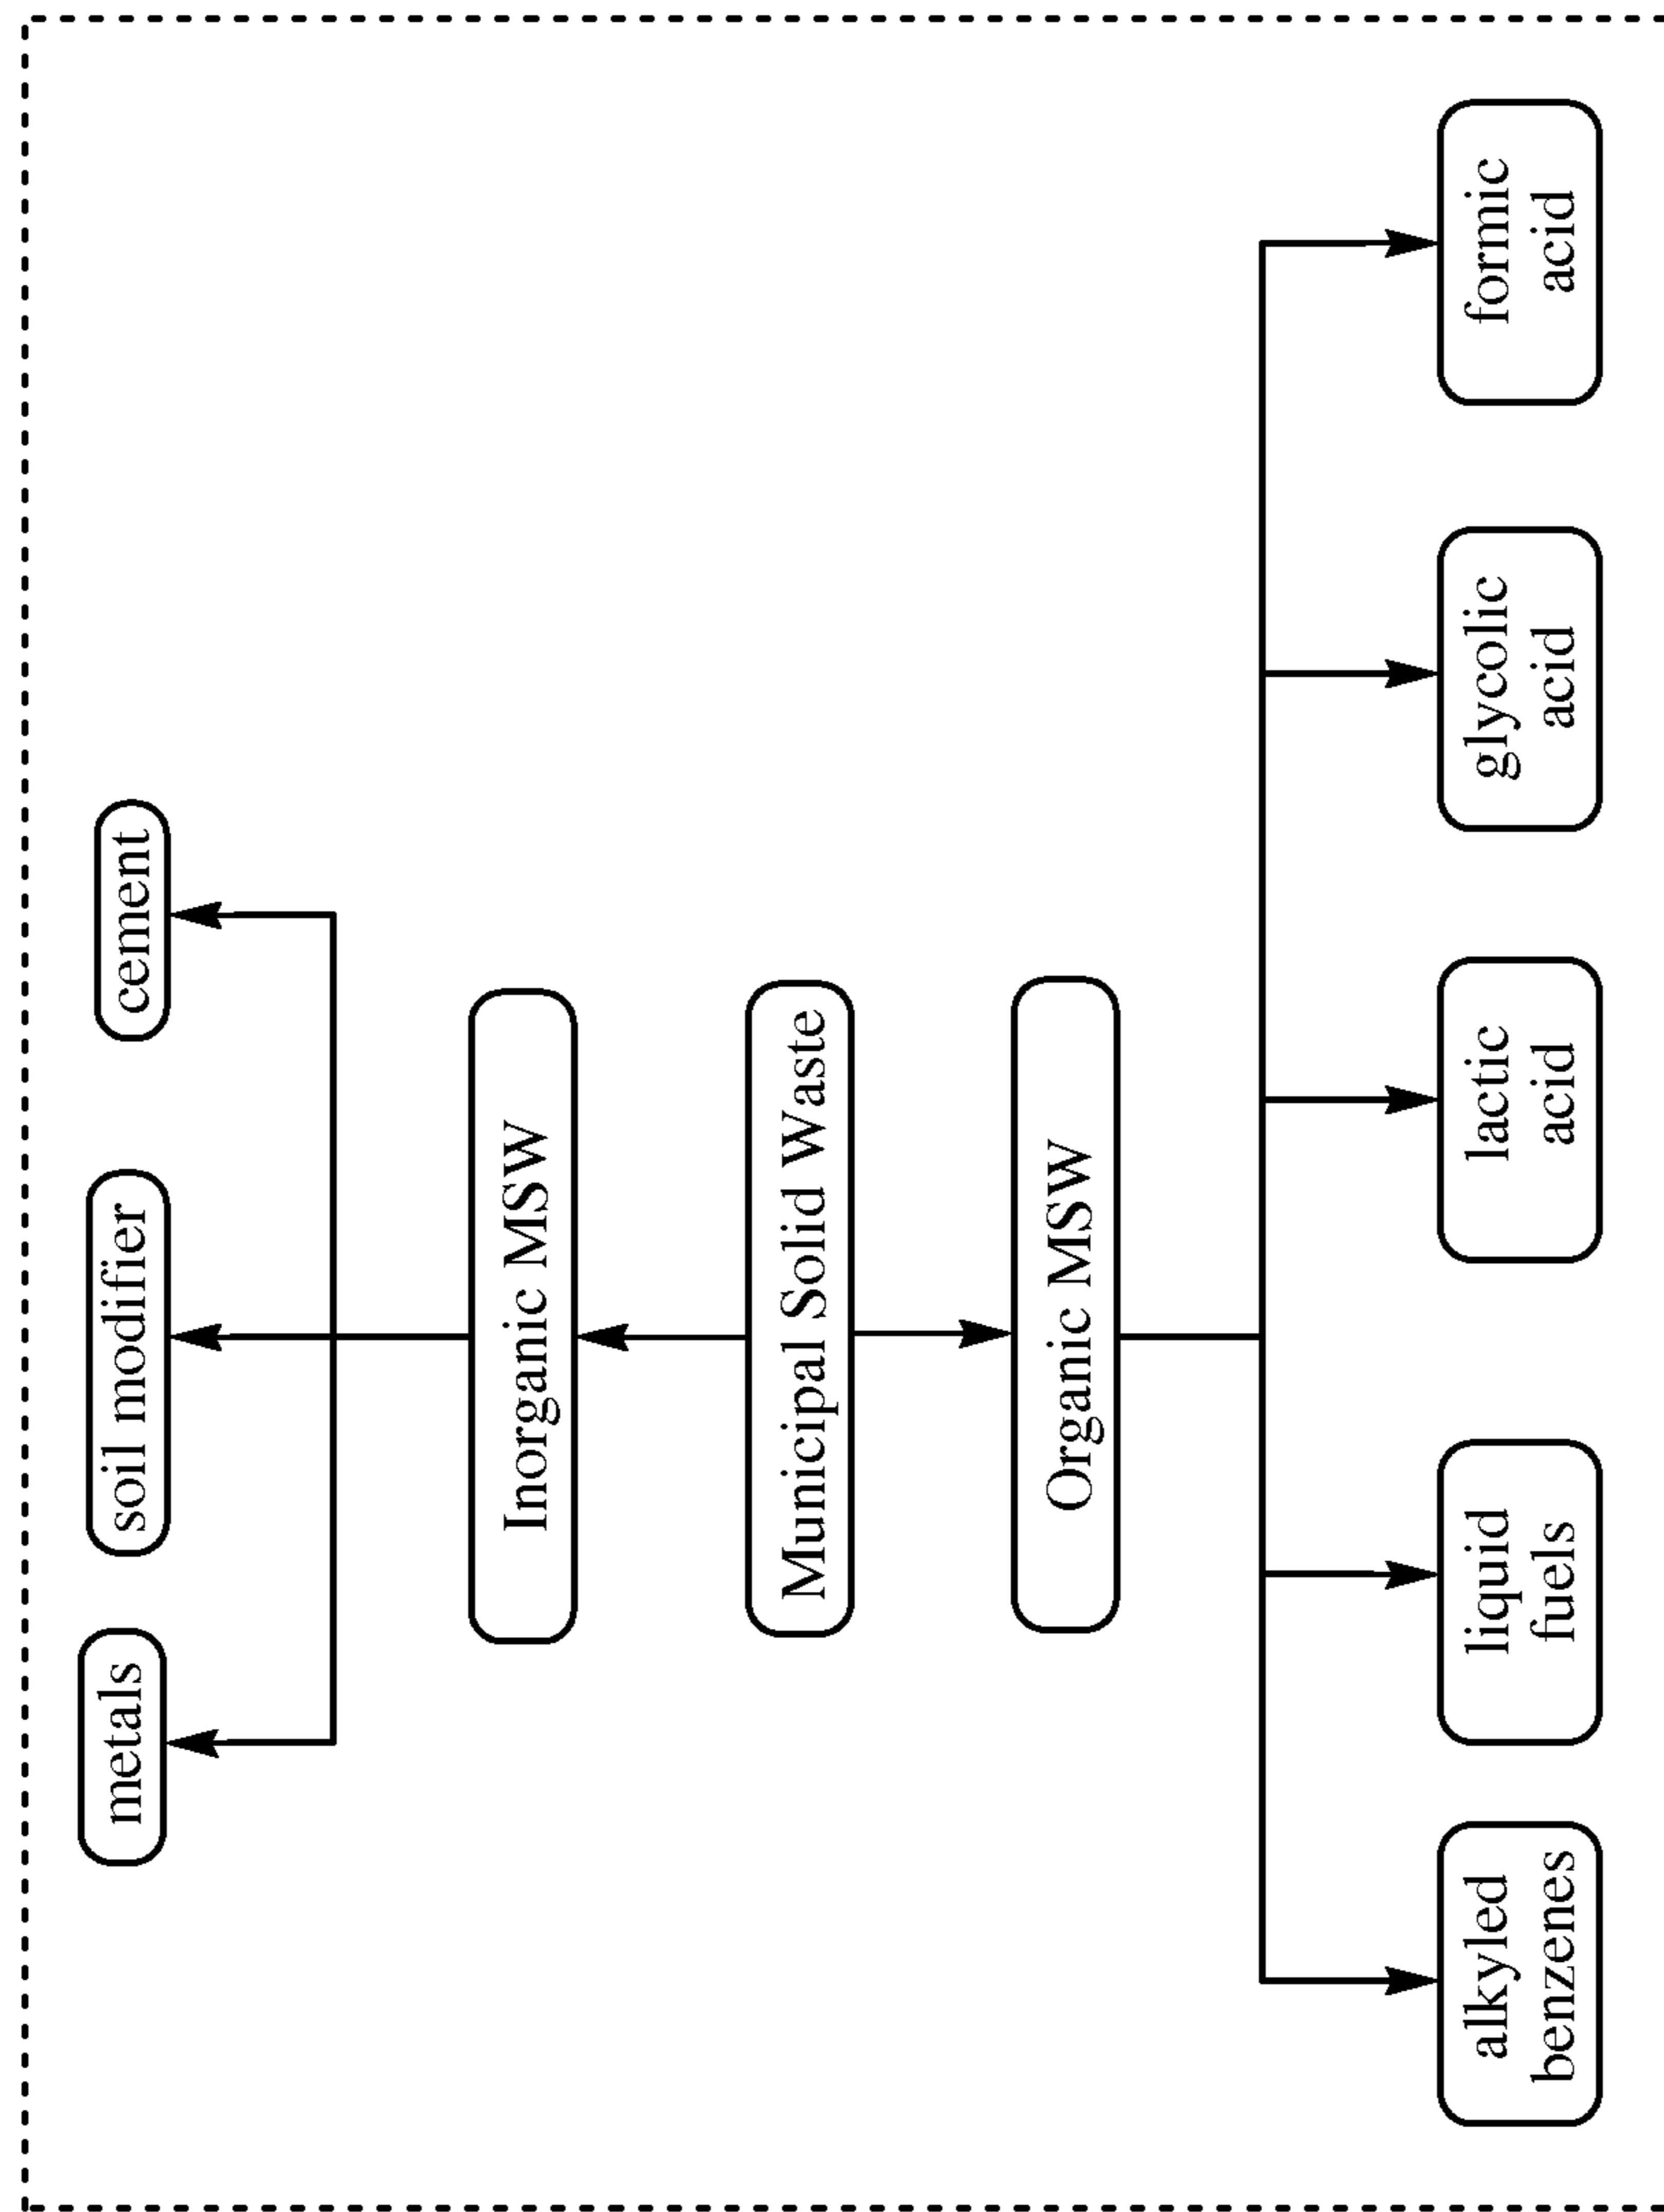 metals
soil modifier
cement
Inorganic MSW
Municipal Solid Waste
Organic MSW
alkyled
benzenes
liquid
fuels
lactic
acid
glycolic
acid
formic
acid